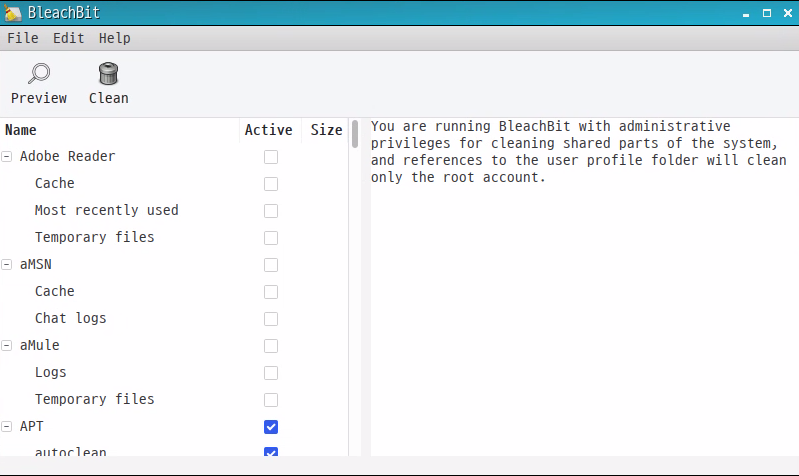 BleachBit
File Edit Help
Preview Clean
Name Active Size
Adobe Reader
Cache
Most recently used
Temporary files
aMSN
Cache
Chat logs
aMule
Logs
Temporary files
APT
autoclean
You are running BleachBit with administrative
privileges for cleaning shared parts of the system,
and references to the user profile folder will clean
only the root account.